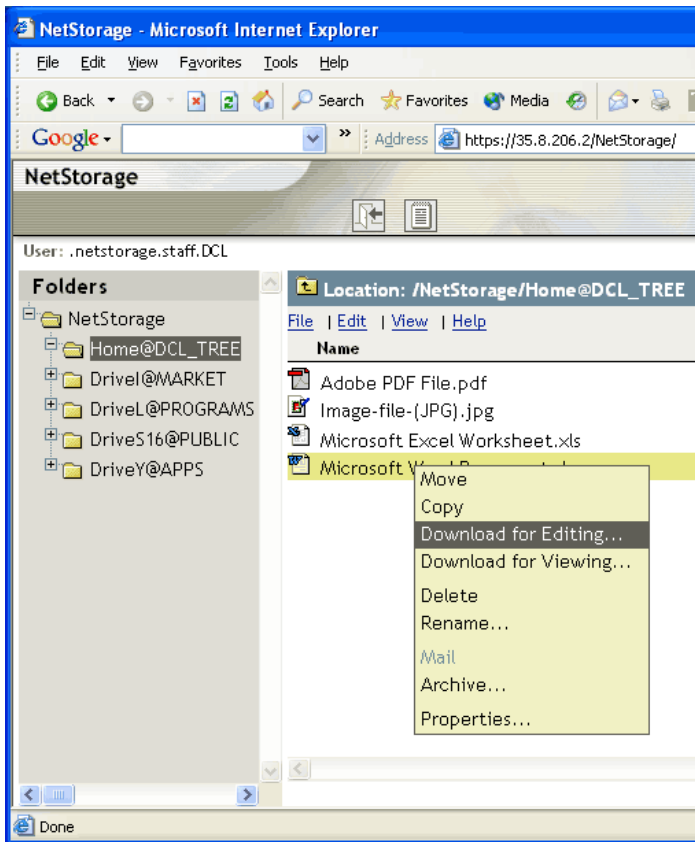 NetStorage - Microsoft Internet Explorer
File Edit View Favorites Tools Help
Back Search Favorites Media
Google Address https://35.8.206.2/NetStorage/
NetStorage
User: .netstorage.staff.DCL
Folders
NetStorage
Home@DCL_TREE
DriveI@MARKET
DriveL@PROGRAMS
DriveS16@PUBLIC
DriveY@APPS
Location: /NetStorage/Home@DCL_TREE
File | Edit | View | Help
Name
Adobe PDF File.pdf
Image-file-(JPG).jpg
Microsoft Excel Worksheet.xls
Microsoft
Move
Copy
Download for Editing...
Download for Viewing...
Delete
Rename...
Mail
Archive...
Properties...
Done